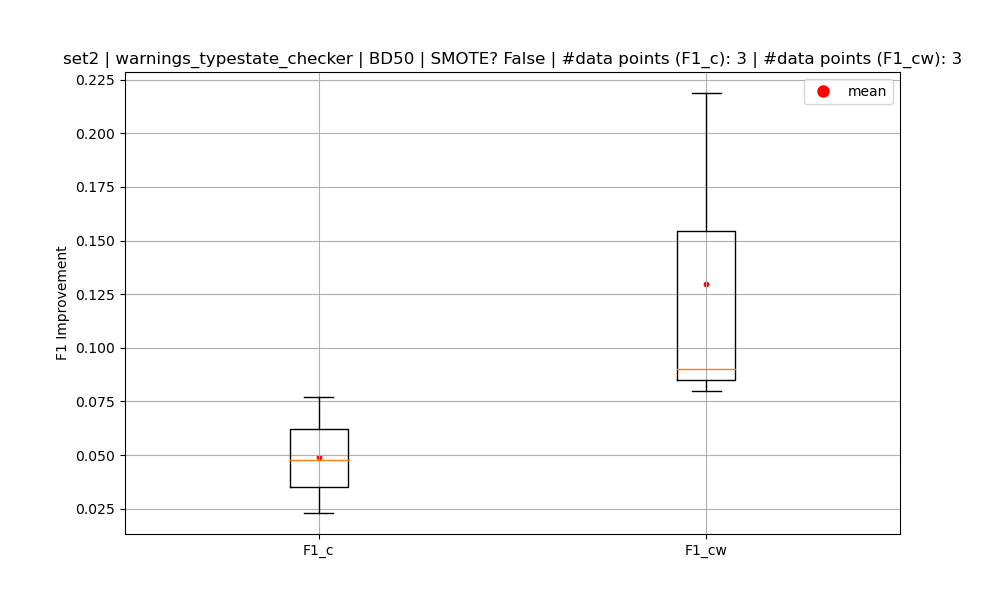 set2 | warnings_typestate_checker | BD50 | SMOTE? False | #data points (F1_c): 3 | #data points (F1_cw): 3
mean
F1 Improvement
0.225
0.200
0.175
0.150
0.125
0.100
0.075
0.050
0.025
F1_c
F1_cw